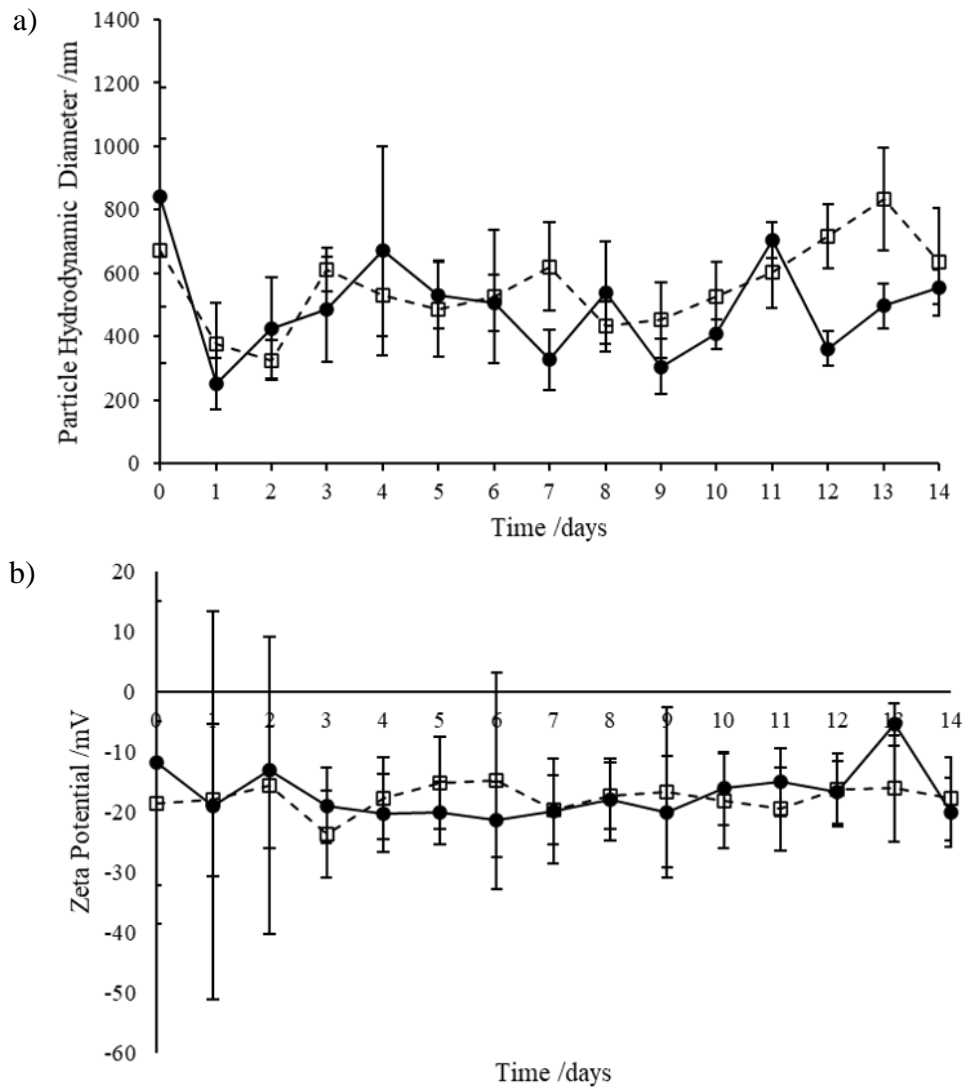 a)
Particle Hydrodynamic Diameter /nm
1400
1200
1000
800
600
400
200
0
0 1 2 3 4 5 6 7 8 9 10 11 12 13 14
Time /days
b)
Zeta Potential /mV
20
10
0
0 1 2 3 4 5 6 7 8 9 10 11 12 13 14
-10
-20
-30
-40
-50
-60
Time /days